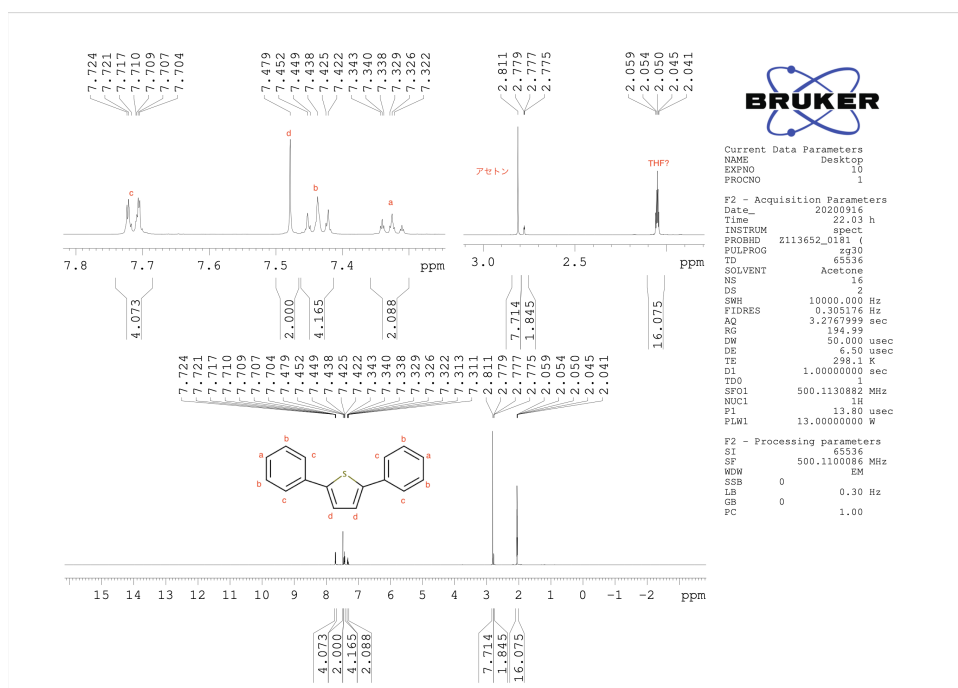 7.724
7.721
7.717
7.710
7.709
7.707
7.704
7.479
7.452
7.449
7.438
7.425
7.422
7.343
7.340
7.338
7.329
7.326
7.322
2.811
2.779
2.777
2.775
2.059
2.054
2.050
2.045
2.041
c
d
b
a
アセトン
THF?
7.8 7.7 7.6 7.5 7.4 ppm
3.0 2.5 ppm
4.073
2.000
4.165
2.088
7.714
1.845
16.075
7.724
7.721
7.717
7.710
7.709
7.707
7.704
7.479
7.452
7.449
7.438
7.425
7.422
7.343
7.340
7.338
7.329
7.326
7.322
7.313
7.311
2.811
2.779
2.777
2.775
2.059
2.054
2.050
2.045
2.041
b b
a c c a
S
b c c b
d d
15 14 13 12 11 10 9 8 7 6 5 4 3 2 1 0 −1 −2 ppm
4.073
2.000
4.165
2.088
7.714
1.845
16.075
BRUKER
Current Data Parameters
NAME Desktop
EXPNO 10
PROCNO 1
F2 - Acquisition Parameters
Date_ 20200916
Time 22.03 h
INSTRUM spect
PROBHD Z113652_0181 (
PULPROG zg30
TD 65536
SOLVENT Acetone
NS 16
DS 2
SWH 10000.000 Hz
FIDRES 0.305176 Hz
AQ 3.2767999 sec
RG 194.99
DW 50.000 usec
DE 6.50 usec
TE 298.1 K
D1 1.00000000 sec
TD0 1
SFO1 500.1130882 MHz
NUC1 1H
P1 13.80 usec
PLW1 13.00000000 W
F2 - Processing parameters
SI 65536
SF 500.1100086 MHz
WDW EM
SSB 0
LB 0.30 Hz
GB 0
PC 1.00